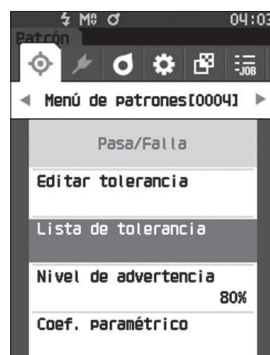 04:03
Patrón
-JOB
Menú de patrones[0004]
Pasa/Falla
Editar tolerancia
Lista de tolerancia
Nivel de advertencia
80%
Coef. paramétrico